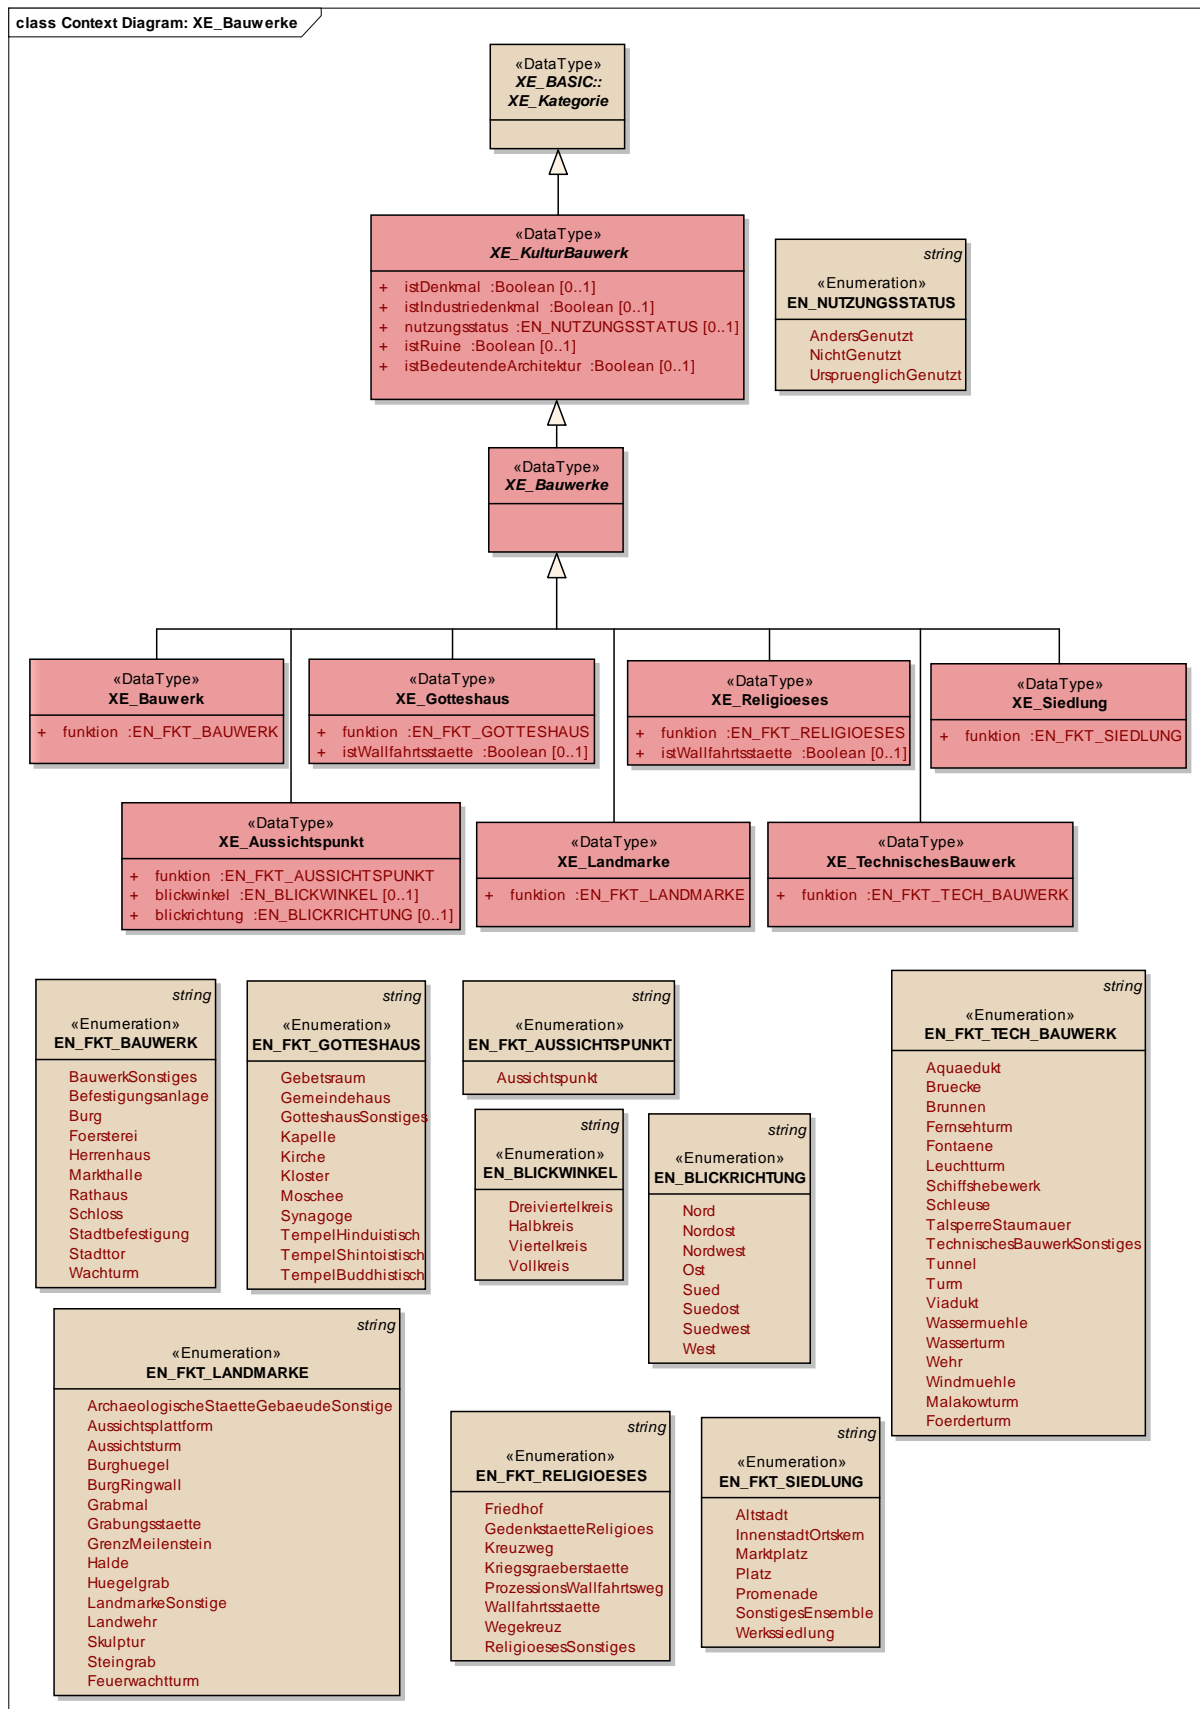 class Context Diagram: XE_Bauwerke
«DataType»
XE_BASIC::
XE_Kategorie
«DataType»
XE_KulturBauwerk
+ istDenkmal :Boolean [0..1]
+ istIndustriedenkmal :Boolean [0..1]
+ nutzungsstatus :EN_NUTZUNGSSTATUS [0..1]
+ istRuine :Boolean [0..1]
+ istBedeutendeArchitektur :Boolean [0..1]
string
«Enumeration»
EN_NUTZUNGSSTATUS
AndersGenutzt
NichtGenutzt
UrspruenglichGenutzt
«DataType»
XE_Bauwerke
«DataType»
XE_Bauwerk
+ funktion :EN_FKT_BAUWERK
«DataType»
XE_Gotteshaus
+ funktion :EN_FKT_GOTTESHAUS
+ istWallfahrtsstaette :Boolean [0..1]
«DataType»
XE_Religioeses
+ funktion :EN_FKT_RELIGIOESES
+ istWallfahrtsstaette :Boolean [0..1]
«DataType»
XE_Siedlung
+ funktion :EN_FKT_SIEDLUNG
«DataType»
XE_Aussichtspunkt
+ funktion :EN_FKT_AUSSICHTSPUNKT
+ blickwinkel :EN_BLICKWINKEL [0..1]
+ blickrichtung :EN_BLICKRICHTUNG [0..1]
«DataType»
XE_Landmarke
+ funktion :EN_FKT_LANDMARKE
«DataType»
XE_TechnischesBauwerk
+ funktion :EN_FKT_TECH_BAUWERK
string
«Enumeration»
EN_FKT_BAUWERK
BauwerkSonstiges
Befestigungsanlage
Burg
Foersterei
Herrenhaus
Markthalle
Rathaus
Schloss
Stadtbefestigung
Stadttor
Wachturm
string
«Enumeration»
EN_FKT_GOTTESHAUS
Gebetsraum
Gemeindehaus
GotteshausSonstiges
Kapelle
Kirche
Kloster
Moschee
Synagoge
TempelHinduistisch
TempelShintoistisch
TempelBuddhistisch
string
«Enumeration»
EN_FKT_AUSSICHTSPUNKT
Aussichtspunkt
string
«Enumeration»
EN_BLICKWINKEL
Dreiviertelkreis
Halbkreis
Viertelkreis
Vollkreis
string
«Enumeration»
EN_BLICKRICHTUNG
Nord
Nordost
Nordwest
Ost
Sued
Suedost
Suedwest
West
string
«Enumeration»
EN_FKT_TECH_BAUWERK
Aquaedukt
Bruecke
Brunnen
Fernsehturm
Fontaene
Leuchtturm
Schiffshebewerk
Schleuse
TalsperreStaumauer
TechnischesBauwerkSonstiges
Tunnel
Turm
Viadukt
Wassermuehle
Wasserturm
Wehr
Windmuehle
Malakowturm
Foerderturm
string
«Enumeration»
EN_FKT_LANDMARKE
ArchaeologischeStaetteGebaeudeSonstige
Aussichtsplattform
Aussichtsturm
Burghuegel
BurgRingwall
Grabmal
Grabungsstaette
GrenzMeilenstein
Halde
Huegelgrab
LandmarkeSonstige
Landwehr
Skulptur
Steingrab
Feuerwachtturm
string
«Enumeration»
EN_FKT_RELIGIOESES
Friedhof
GedenkstaetteReligioes
Kreuzweg
Kriegsgraeberstaette
ProzessionsWallfahrtsweg
Wallfahrtsstaette
Wegekreuz
ReligioesesSonstiges
string
«Enumeration»
EN_FKT_SIEDLUNG
Altstadt
InnenstadtOrtskern
Marktplatz
Platz
Promenade
SonstigesEnsemble
Werkssiedlung